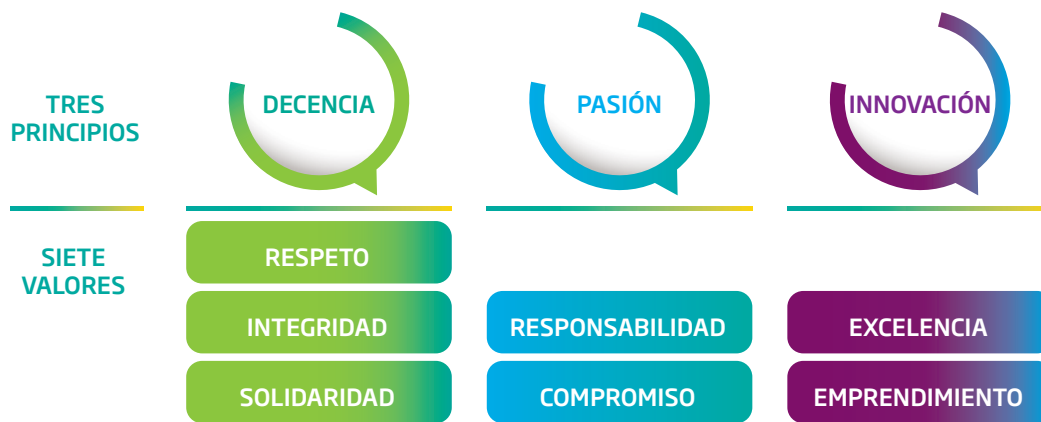 TRES
PRINCIPIOS
DECENCIA
PASIÓN
INNOVACIÓN
SIETE
VALORES
RESPETO
INTEGRIDAD
RESPONSABILIDAD
EXCELENCIA
SOLIDARIDAD
COMPROMISO
EMPRENDIMIENTO